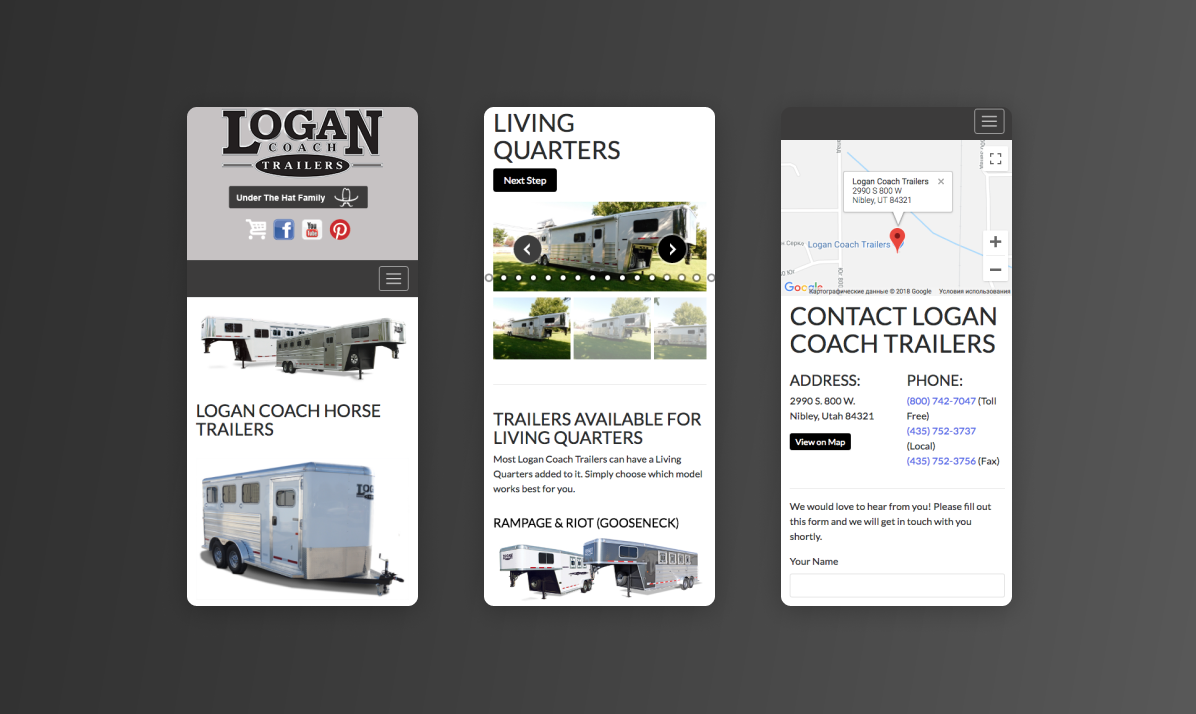 LOGAN
COACH
TRAILERS
Under The Hat Family
You
Tube
LOGAN COACH HORSE
TRAILERS
LOGAN
LIVING
QUARTERS
Next Step
TRAILERS AVAILABLE FOR
LIVING QUARTERS
Most Logan Coach Trailers can have a Living
Quarters added to it. Simply choose which model
works best for you.
RAMPAGE & RIOT (GOOSENECK)
LOGAN
Logan Coach Trailers
2990 S 800 W
Nibley, UT 84321
Logan Coach Trailers
Google
Картографические данные © 2018 Google
Условия использования
CONTACT LOGAN
COACH TRAILERS
ADDRESS:
2990 S. 800 W.
Nibley, Utah 84321
View on Map
PHONE:
(800) 742-7047 (Toll
Free)
(435) 752-3737
(Local)
(435) 752-3756 (Fax)
We would love to hear from you! Please fill out
this form and we will get in touch with you
shortly.
Your Name